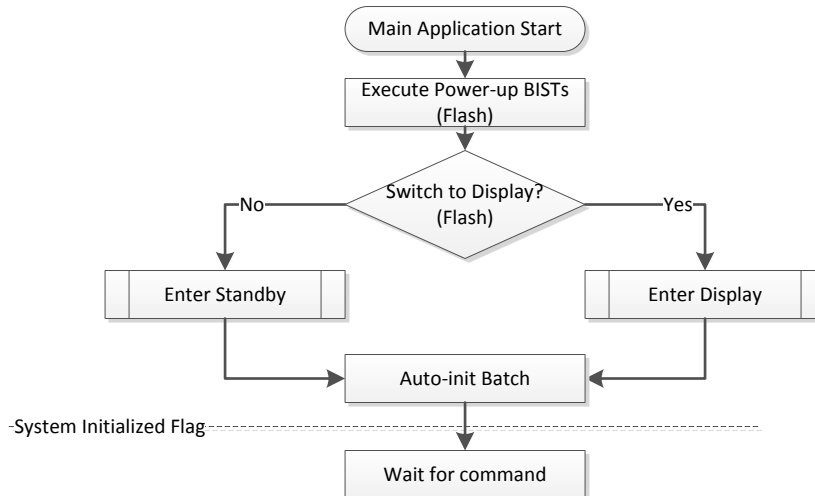 Main Application Start
Execute Power-up BISTs
(Flash)
Switch to Display?
(Flash)
No
Yes
Enter Standby
Enter Display
Auto-init Batch
System Initialized Flag
Wait for command